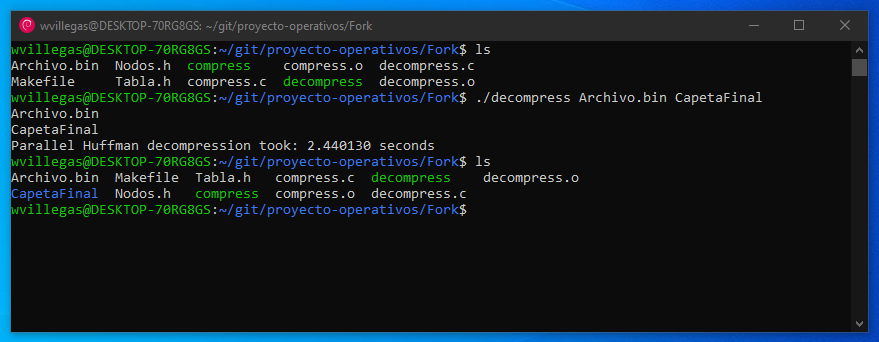 wvillegas@DESKTOP-70RG8GS: ~/git/proyecto-operativos/Fork
wvillegas@DESKTOP-70RG8GS:~/git/proyecto-operativos/Fork$ ls
Archivo.bin  Nodos.h  compress    compress.o  decompress.c
Makefile     Tabla.h  compress.c  decompress  decompress.o
wvillegas@DESKTOP-70RG8GS:~/git/proyecto-operativos/Fork$ ./decompress Archivo.bin CapetaFinal
Archivo.bin
CapetaFinal
Parallel Huffman decompression took: 2.440130 seconds
wvillegas@DESKTOP-70RG8GS:~/git/proyecto-operativos/Fork$ ls
Archivo.bin  Makefile  Tabla.h   compress.c  decompress    decompress.o
CapetaFinal  Nodos.h   compress  compress.o  decompress.c
wvillegas@DESKTOP-70RG8GS:~/git/proyecto-operativos/Fork$